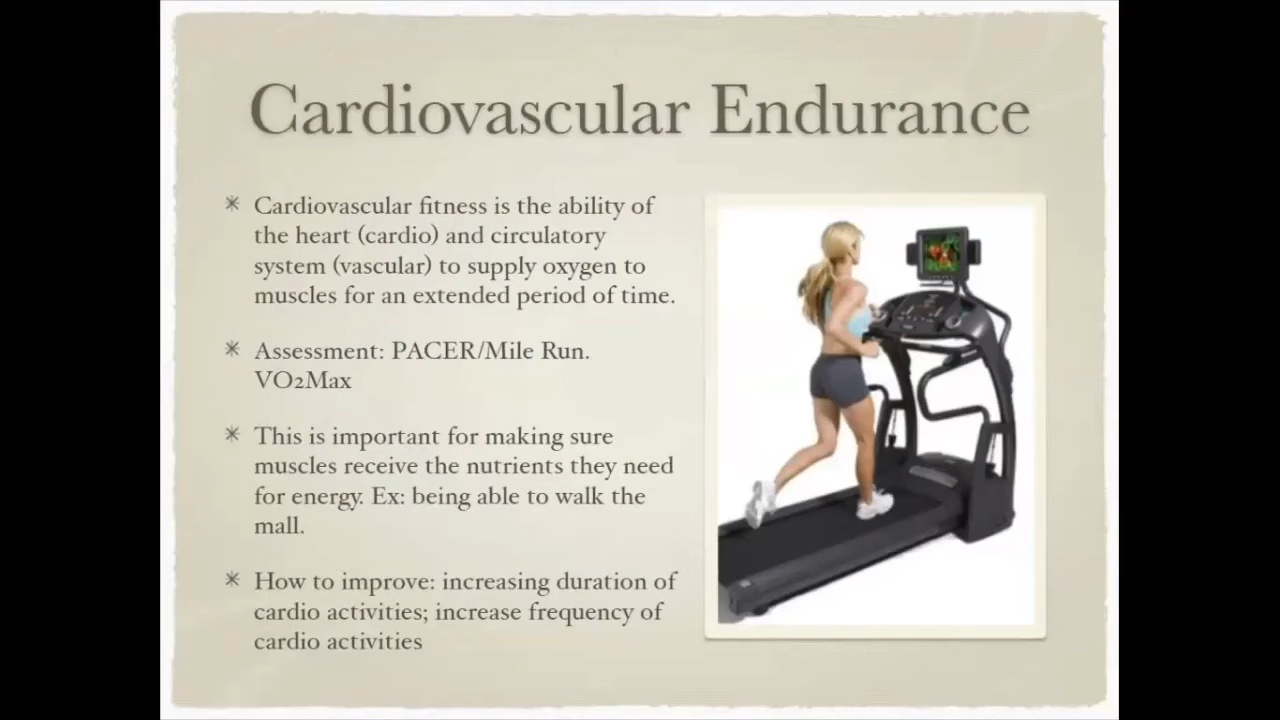 Cardiovascular Endurance
Cardiovascular fitness is the ability of
the heart (cardio) and circulatory
system (vascular) to supply oxygen to
muscles for an extended period of time.
Assessment: PACER/Mile Run.
VO2Max
This is important for making sure
muscles receive the nutrients they need
for energy. Ex: being able to walk the
mall.
How to improve: increasing duration of
cardio activities; increase frequency of
cardio activities